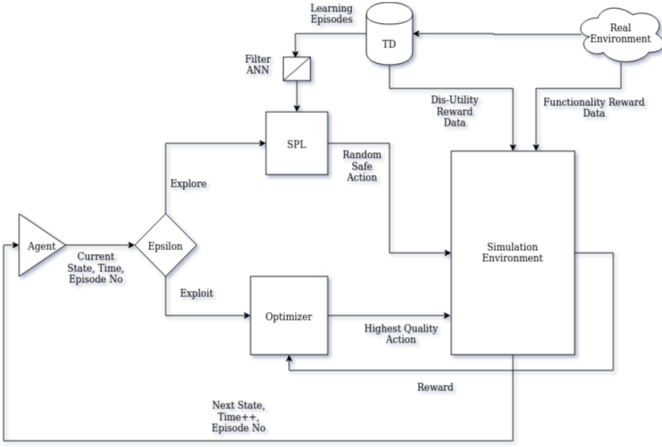 Learning
Episodes
TD
Real
Environment
Filter
ANN
Dis-Utility
Reward
Data
Functionality Reward
Data
SPL
Random
Safe
Action
Explore
Agent
Epsilon
Current
State, Time,
Episode No
Simulation
Environment
Exploit
Optimizer
Highest Quality
Action
Reward
Next State,
Time++,
Episode No